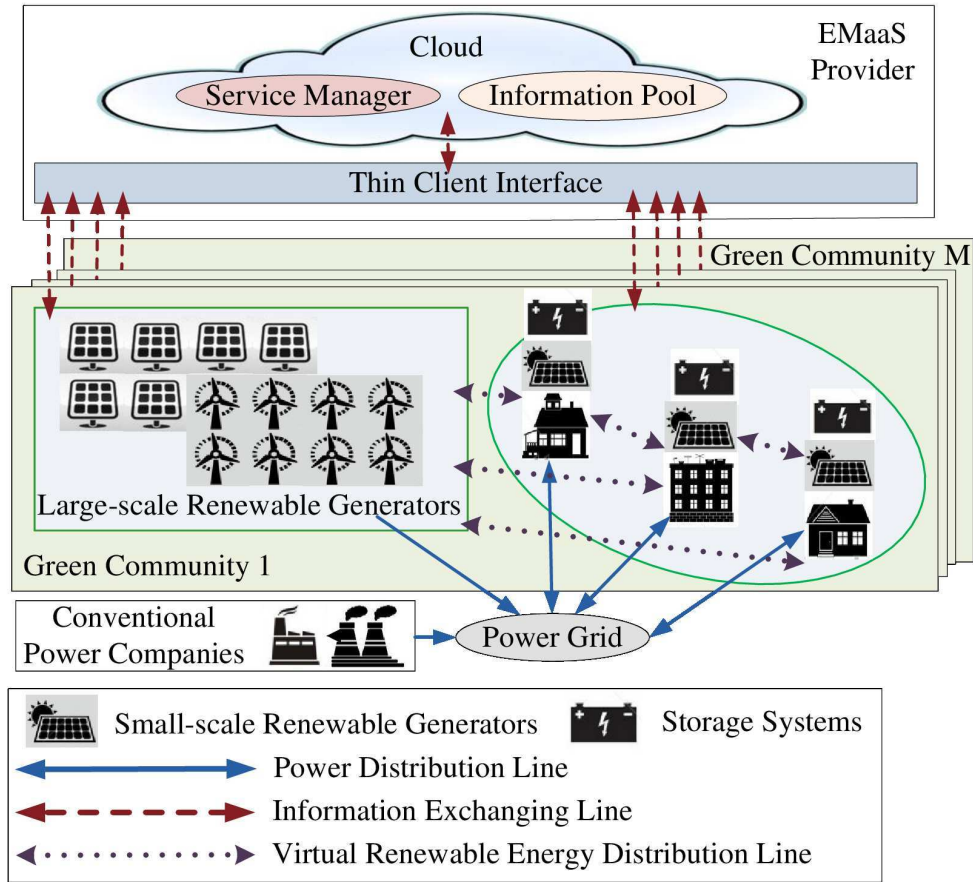 Cloud
EMaaS
Provider
Service Manager
Information Pool
Thin Client Interface
Green Community M
Large-scale Renewable Generators
Green Community 1
Conventional
Power Companies
Power Grid
Small-scale Renewable Generators
Storage Systems
Power Distribution Line
Information Exchanging Line
Virtual Renewable Energy Distribution Line